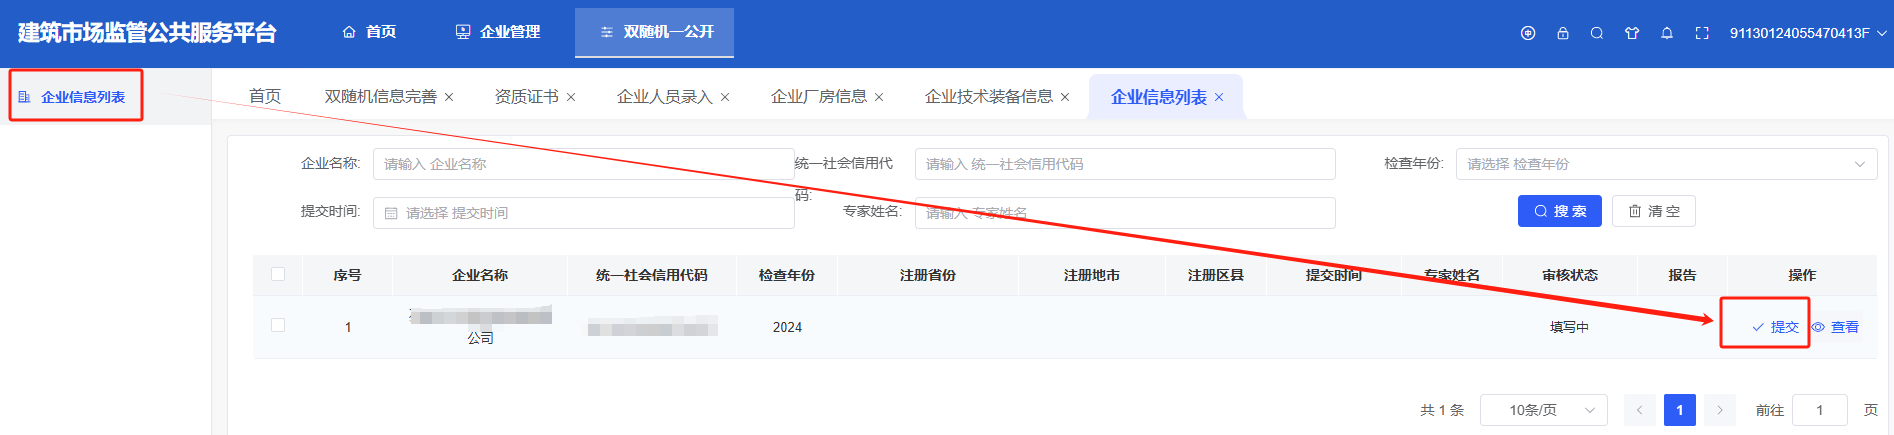 建筑市场监管公共服务平台
首页
企业管理
双随机一公开
91130124055470413F
企业信息列表
首页
双随机信息完善
资质证书
企业人员录入
企业厂房信息
企业技术装备信息
企业信息列表
企业名称:
请输入 企业名称
统一社会信用代
码:
请输入 统一社会信用代码
检查年份:
请选择 检查年份
提交时间:
请选择 提交时间
专家姓名:
请输入 专家姓名
搜 索
清 空
序号
企业名称
统一社会信用代码
检查年份
注册省份
注册地市
注册区县
提交时间
专家姓名
审核状态
报告
操作
1
公司
2024
填写中
提交
查看
共 1 条
10条/页
1
前往
1
页